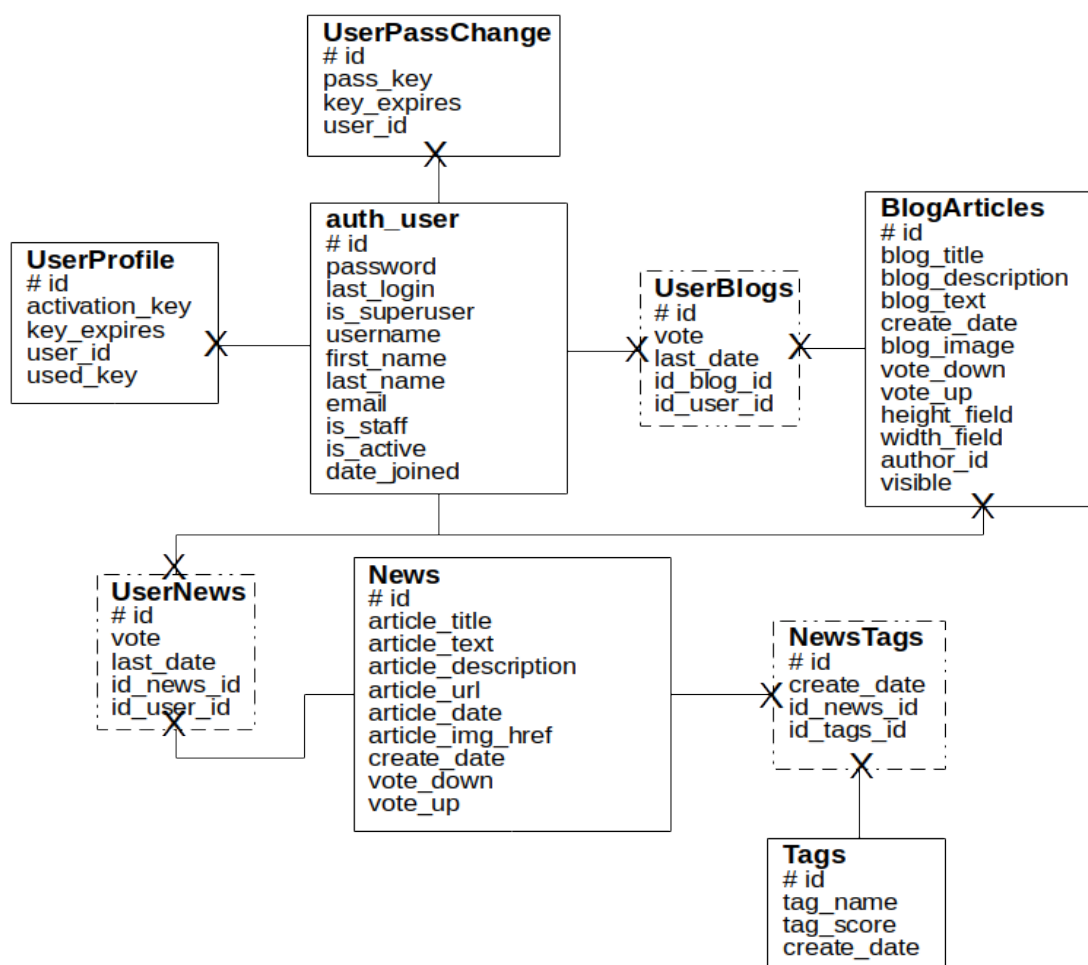 UserPassChange
# id
pass_key
key_expires
user_id
auth_user
# id
password
last_login
is_superuser
username
first_name
last_name
email
is_staff
is_active
date_joined
UserProfile
# id
activation_key
key_expires
user_id
used_key
UserBlogs
# id
vote
last_date
id_blog_id
id_user_id
BlogArticles
# id
blog_title
blog_description
blog_text
create_date
blog_image
vote_down
vote_up
height_field
width_field
author_id
visible
UserNews
# id
vote
last_date
id_news_id
id_user_id
News
# id
article_title
article_text
article_description
article_url
article_date
article_img_href
create_date
vote_down
vote_up
NewsTags
# id
create_date
id_news_id
id_tags_id
Tags
# id
tag_name
tag_score
create_date